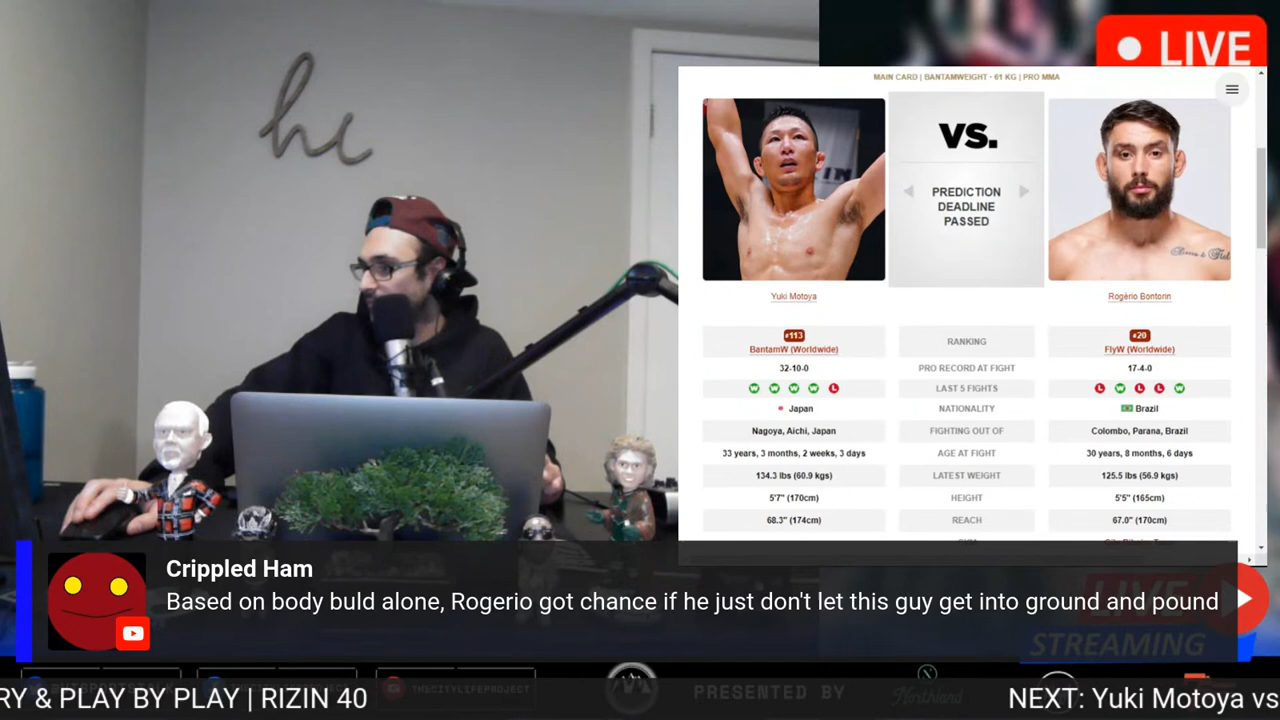 hi
LIVE
MAIN CARD | BANTAMWEIGHT · 61 KG | PRO MMA
VS.
PREDICTION
DEADLINE
PASSED
Yuki Motoya
Rogério Bontorin
#113
BantamW (Worldwide)
RANKING
#20
FlyW (Worldwide)
32-10-0
PRO RECORD AT FIGHT
17-4-0
W W W W L
LAST 5 FIGHTS
L W L L W
Japan
NATIONALITY
Brazil
Nagoya, Aichi, Japan
FIGHTING OUT OF
Colombo, Parana, Brazil
33 years, 3 months, 2 weeks, 3 days
AGE AT FIGHT
30 years, 8 months, 6 days
134.3 lbs (60.9 kgs)
LATEST WEIGHT
125.5 lbs (56.9 kgs)
5'7" (170cm)
HEIGHT
5'5" (165cm)
68.3" (174cm)
REACH
67.0" (170cm)
Crippled Ham
Based on body buld alone, Rogerio got chance if he just don't let this guy get into ground and pound
LIVE
STREAMING
THECITYLIFEPROJECT
PRESENTED BY
Northland
RY & PLAY BY PLAY | RIZIN 40
NEXT: Yuki Motoya vs